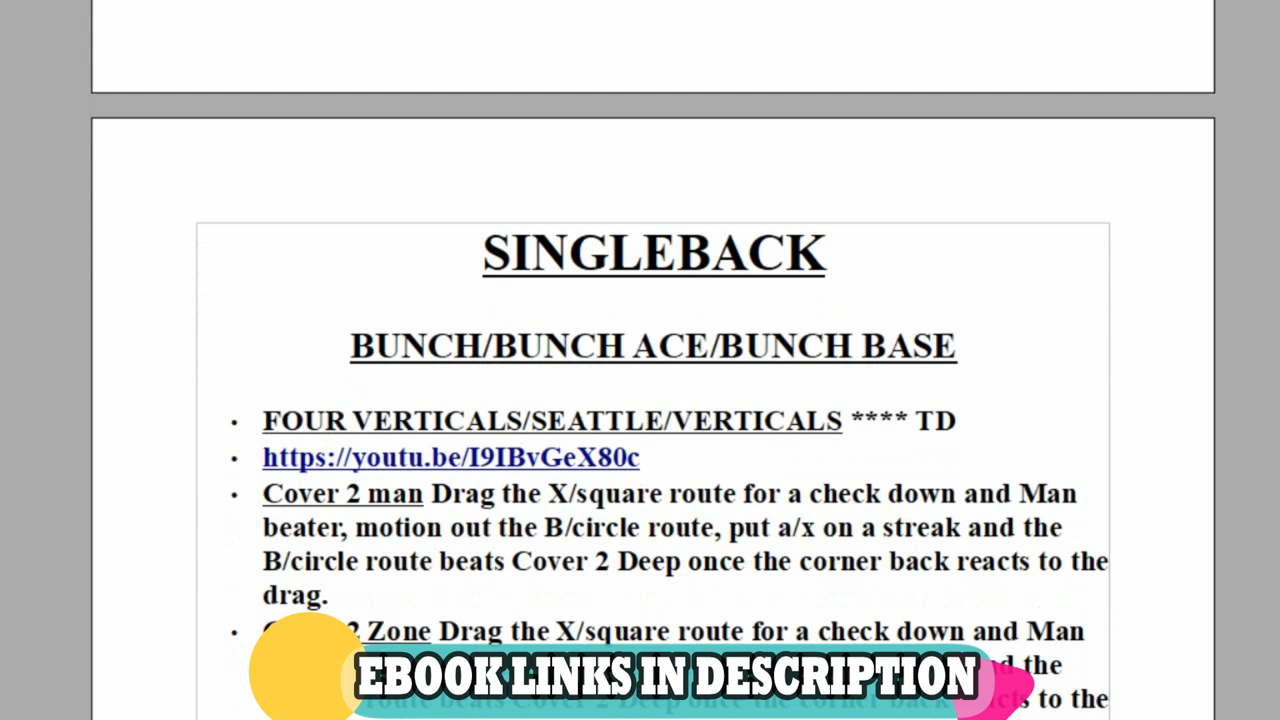 SINGLEBACK
BUNCH/BUNCH ACE/BUNCH BASE
• FOUR VERTICALS/SEATTLE/VERTICALS **** TD
• https://youtu.be/I9IBvGeX80c
• Cover 2 man Drag the X/square route for a check down and Man
beater, motion out the B/circle route, put a/x on a streak and the
B/circle route beats Cover 2 Deep once the corner back reacts to the
drag.
• 2 Zone Drag the X/square route for a check down and Man
the
to the
EBOOK LINKS IN DESCRIPTION